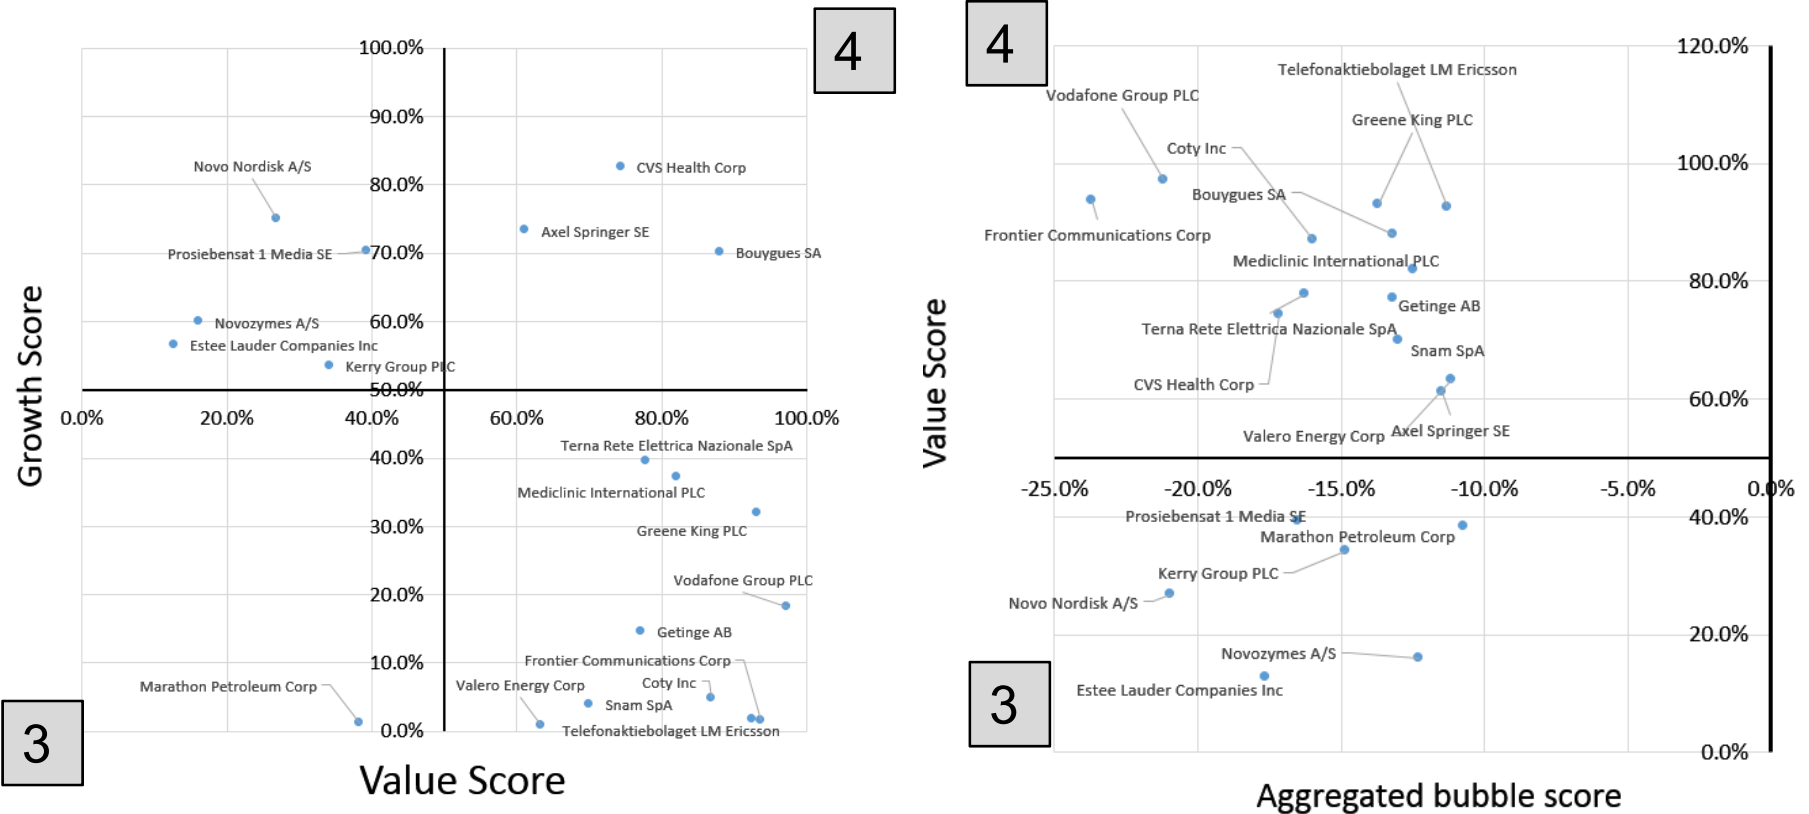 4
100.0%
90.0%
Novo Nordisk A/S
CVS Health Corp
80.0%
Axel Springer SE
Prosiebensat 1 Media SE
70.0%
Bouygues SA
Novozymes A/S
60.0%
Estee Lauder Companies Inc
Kerry Group PLC
50.0%
0.0%
20.0%
40.0%
60.0%
80.0%
100.0%
Growth Score
Terna Rete Elettrica Nazionale SpA
40.0%
Mediclinic International PLC
30.0%
Greene King PLC
Vodafone Group PLC
20.0%
Getinge AB
10.0%
Frontier Communications Corp
Marathon Petroleum Corp
Valero Energy Corp
Coty Inc
Snam SpA
0.0%
Telefonaktiebolaget LM Ericsson
3
Value Score
4
120.0%
Telefonaktiebolaget LM Ericsson
Vodafone Group PLC
Greene King PLC
Coty Inc
100.0%
Bouygues SA
Frontier Communications Corp
Mediclinic International PLC
80.0%
Getinge AB
Terna Rete Elettrica Nazionale SpA
Snam SpA
CVS Health Corp
60.0%
Valero Energy Corp
Axel Springer SE
Value Score
-25.0%
-20.0%
-15.0%
-10.0%
-5.0%
0.0%
Prosiebensat 1 Media SE
40.0%
Marathon Petroleum Corp
Kerry Group PLC
Novo Nordisk A/S
20.0%
Novozymes A/S
Estee Lauder Companies Inc
3
0.0%
Aggregated bubble score